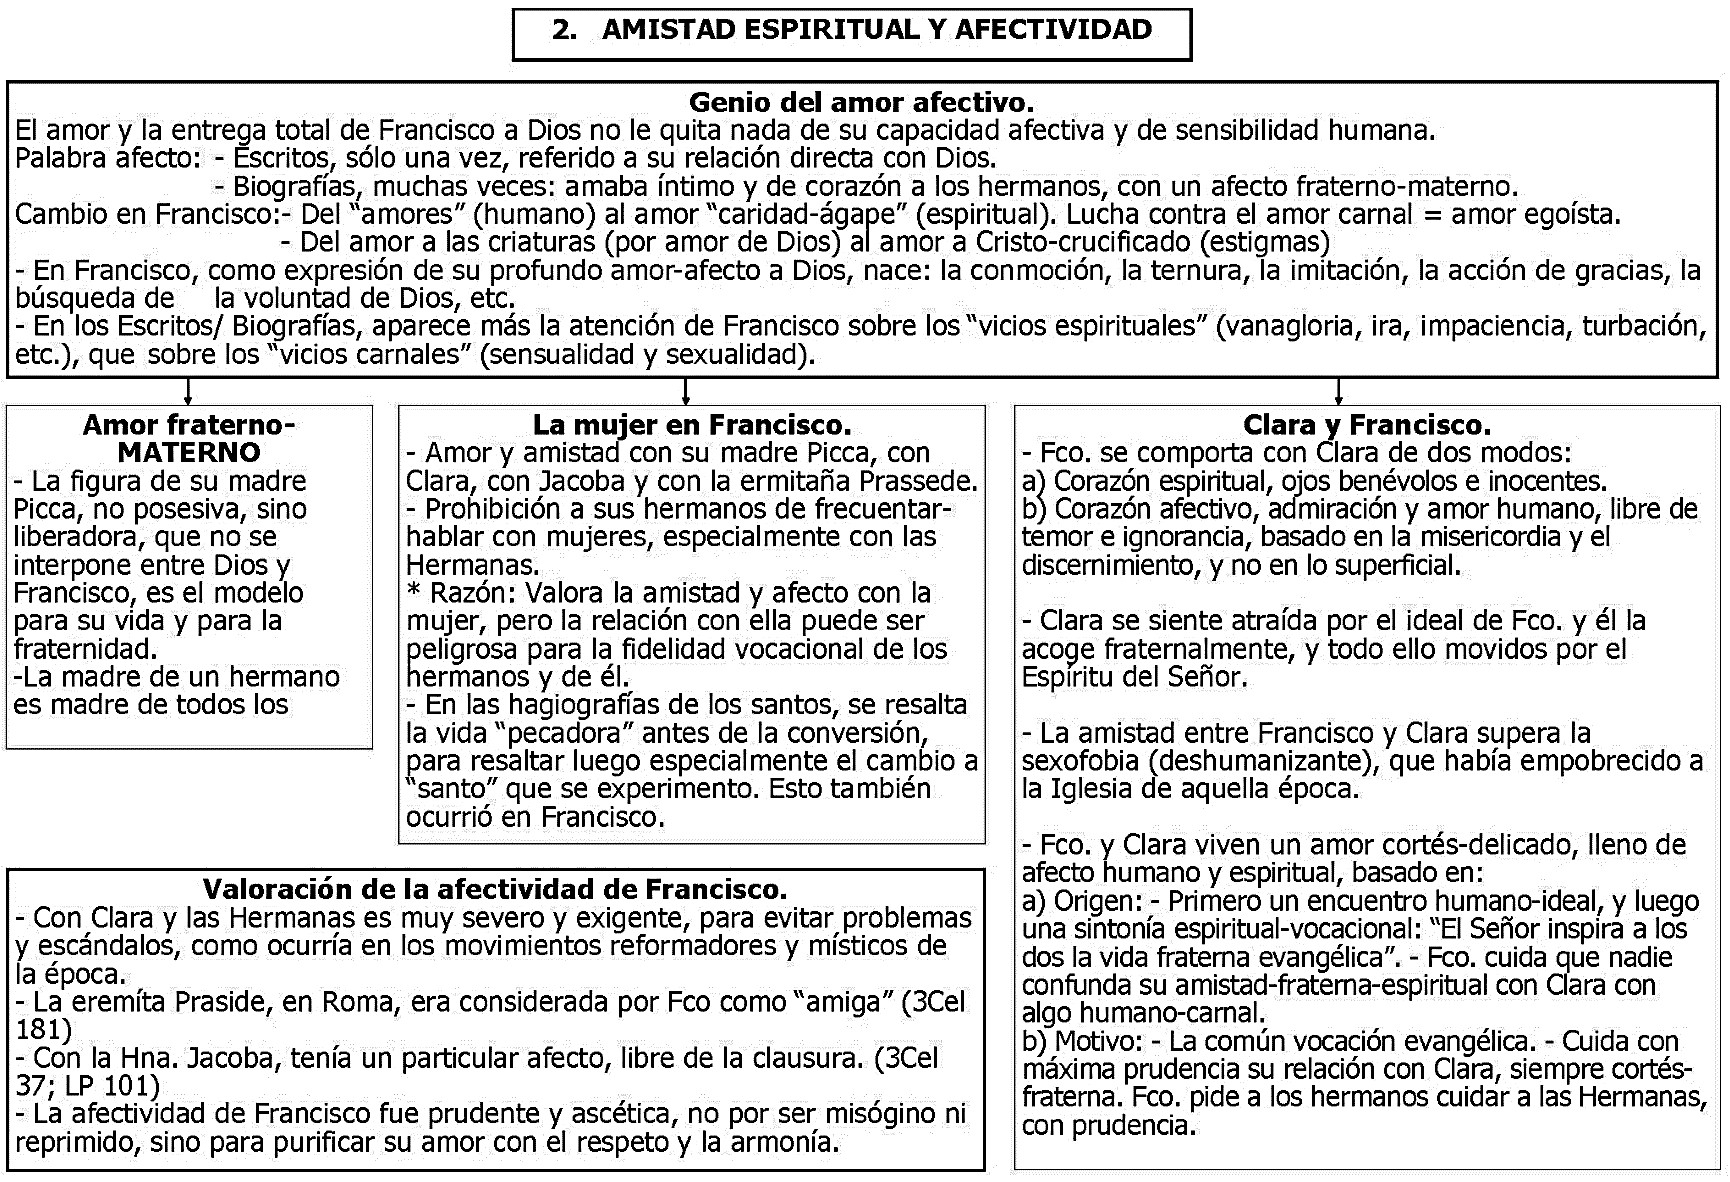 2. AMISTAD ESPIRITUAL Y AFECTIVIDAD
Genio del amor afectivo.
El amor y la entrega total de Francisco a Dios no le quita nada de su capacidad afectiva y de sensibilidad humana.
Palabra afecto: - Escritos, sólo una vez, referido a su relación directa con Dios.
- Biografías, muchas veces: amaba íntimo y de corazón a los hermanos, con un afecto fraterno-materno.
Cambio en Francisco:- Del “amores” (humano) al amor “caridad-ágape” (espiritual). Lucha contra el amor carnal = amor egoísta.
- Del amor a las criaturas (por amor de Dios) al amor a Cristo-crucificado (estigmas)
- En Francisco, como expresión de su profundo amor-afecto a Dios, nace: la conmoción, la ternura, la imitación, la acción de gracias, la
búsqueda de la voluntad de Dios, etc.
- En los Escritos/ Biografías, aparece más la atención de Francisco sobre los “vicios espirituales” (vanagloria, ira, impaciencia, turbación,
etc.), que sobre los “vicios carnales” (sensualidad y sexualidad).
Amor fraterno-
MATERNO
- La figura de su madre
Picca, no posesiva, sino
liberadora, que no se
interpone entre Dios y
Francisco, es el modelo
para su vida y para la
fraternidad.
-La madre de un hermano
es madre de todos los
La mujer en Francisco.
- Amor y amistad con su madre Picca, con
Clara, con Jacoba y con la ermitaña Prassede.
- Prohibición a sus hermanos de frecuentar-
hablar con mujeres, especialmente con las
Hermanas.
* Razón: Valora la amistad y afecto con la
mujer, pero la relación con ella puede ser
peligrosa para la fidelidad vocacional de los
hermanos y de él.
- En las hagiografías de los santos, se resalta
la vida “pecadora” antes de la conversión,
para resaltar luego especialmente el cambio a
“santo” que se experimento. Esto también
ocurrió en Francisco.
Clara y Francisco.
- Fco. se comporta con Clara de dos modos:
a) Corazón espiritual, ojos benévolos e inocentes.
b) Corazón afectivo, admiración y amor humano, libre de
temor e ignorancia, basado en la misericordia y el
discernimiento, y no en lo superficial.
- Clara se siente atraída por el ideal de Fco. y él la
acoge fraternalmente, y todo ello movidos por el
Espíritu del Señor.
- La amistad entre Francisco y Clara supera la
sexofobia (deshumanizante), que había empobrecido a
la Iglesia de aquella época.
- Fco. y Clara viven un amor cortés-delicado, lleno de
afecto humano y espiritual, basado en:
a) Origen: - Primero un encuentro humano-ideal, y luego
una sintonía espiritual-vocacional: “El Señor inspira a los
dos la vida fraterna evangélica”. - Fco. cuida que nadie
confunda su amistad-fraterna-espiritual con Clara con
algo humano-carnal.
b) Motivo: - La común vocación evangélica. - Cuida con
máxima prudencia su relación con Clara, siempre cortés-
fraterna. Fco. pide a los hermanos cuidar a las Hermanas,
con prudencia.
Valoración de la afectividad de Francisco.
- Con Clara y las Hermanas es muy severo y exigente, para evitar problemas
y escándalos, como ocurría en los movimientos reformadores y místicos de
la época.
- La eremíta Praside, en Roma, era considerada por Fco como “amiga” (3Cel
181)
- Con la Hna. Jacoba, tenía un particular afecto, libre de la clausura. (3Cel
37; LP 101)
- La afectividad de Francisco fue prudente y ascética, no por ser misógino ni
reprimido, sino para purificar su amor con el respeto y la armonía.